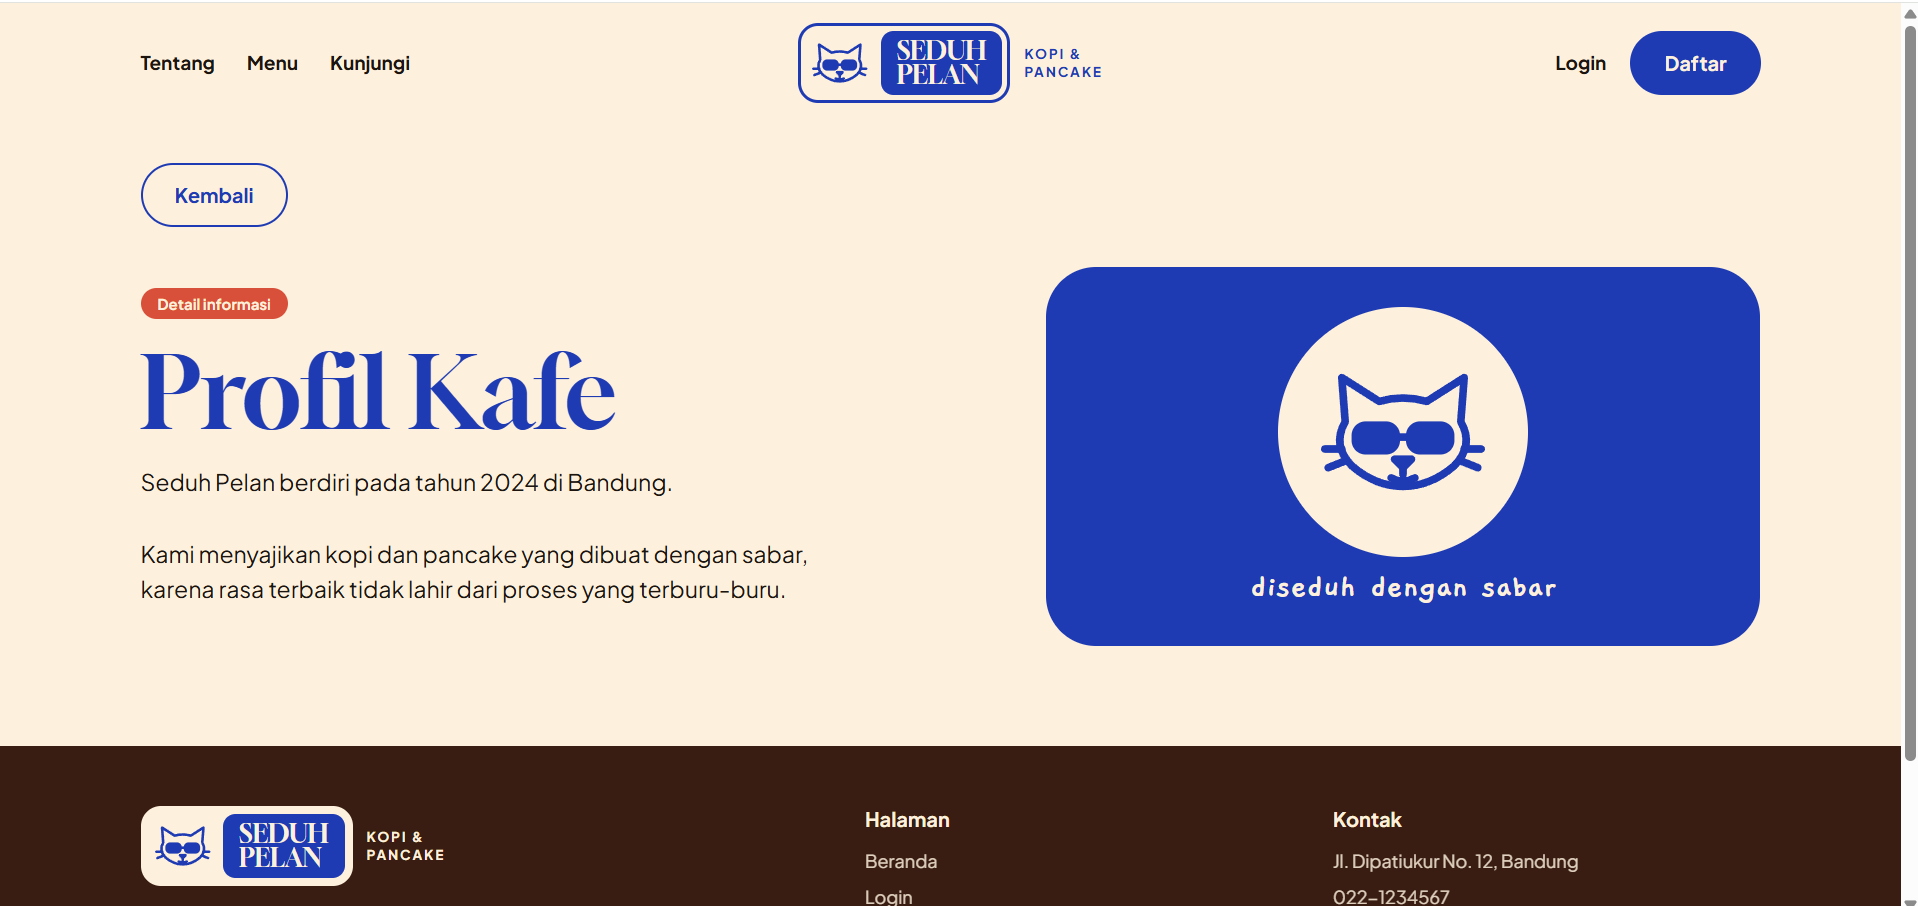 Tentang
Menu
Kunjungi
SEDUH
PELAN
KOPI &
PANCAKE
Login
Daftar
Kembali
Detail informasi
Profil Kafe
Seduh Pelan berdiri pada tahun 2024 di Bandung.
Kami menyajikan kopi dan pancake yang dibuat dengan sabar,
karena rasa terbaik tidak lahir dari proses yang terburu-buru.
diseduh dengan sabar
SEDUH
PELAN
KOPI &
PANCAKE
Halaman
Beranda
Login
Kontak
Jl. Dipatiukur No. 12, Bandung
022-1234567